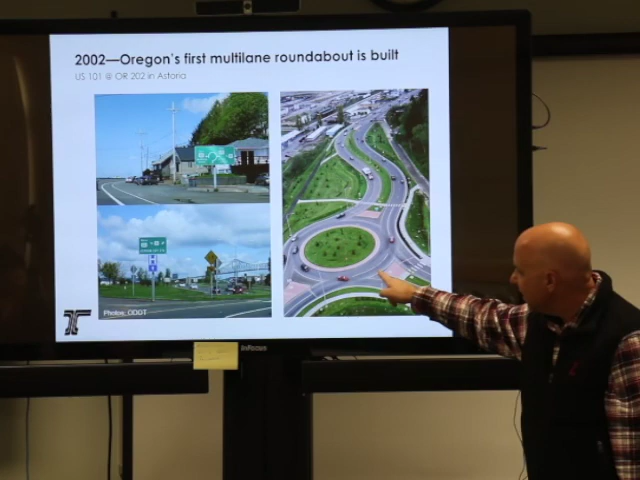 2002—Oregon's first multilane roundabout is built
US 101 @ OR 202 in Astoria
Photos: ODOT
InFocus